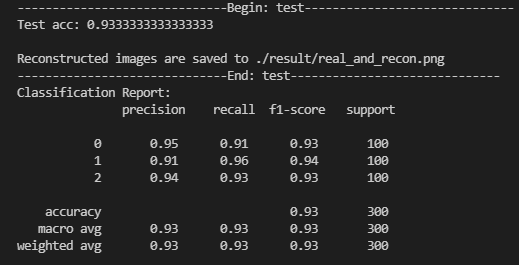 ------------------------------Begin: test------------------------------
Test acc: 0.9333333333333333
Reconstructed images are saved to ./result/real_and_recon.png
------------------------------End: test------------------------------
Classification Report:
precision recall f1-score support
0 0.95 0.91 0.93 100
1 0.91 0.96 0.94 100
2 0.94 0.93 0.93 100
accuracy 0.93 300
macro avg 0.93 0.93 0.93 300
weighted avg 0.93 0.93 0.93 300